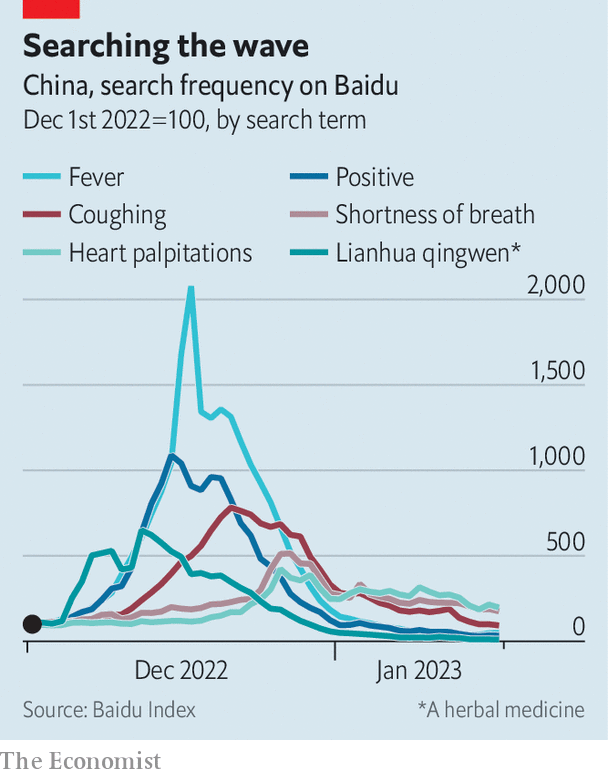 Searching the wave
China, search frequency on Baidu
Dec 1st 2022=100, by search term
Fever
Positive
Coughing
Shortness of breath
Heart palpitations
Lianhua qingwen*
2,000
1,500
1,000
500
0
Dec 2022
Jan 2023
Source: Baidu Index
*A herbal medicine
The Economist